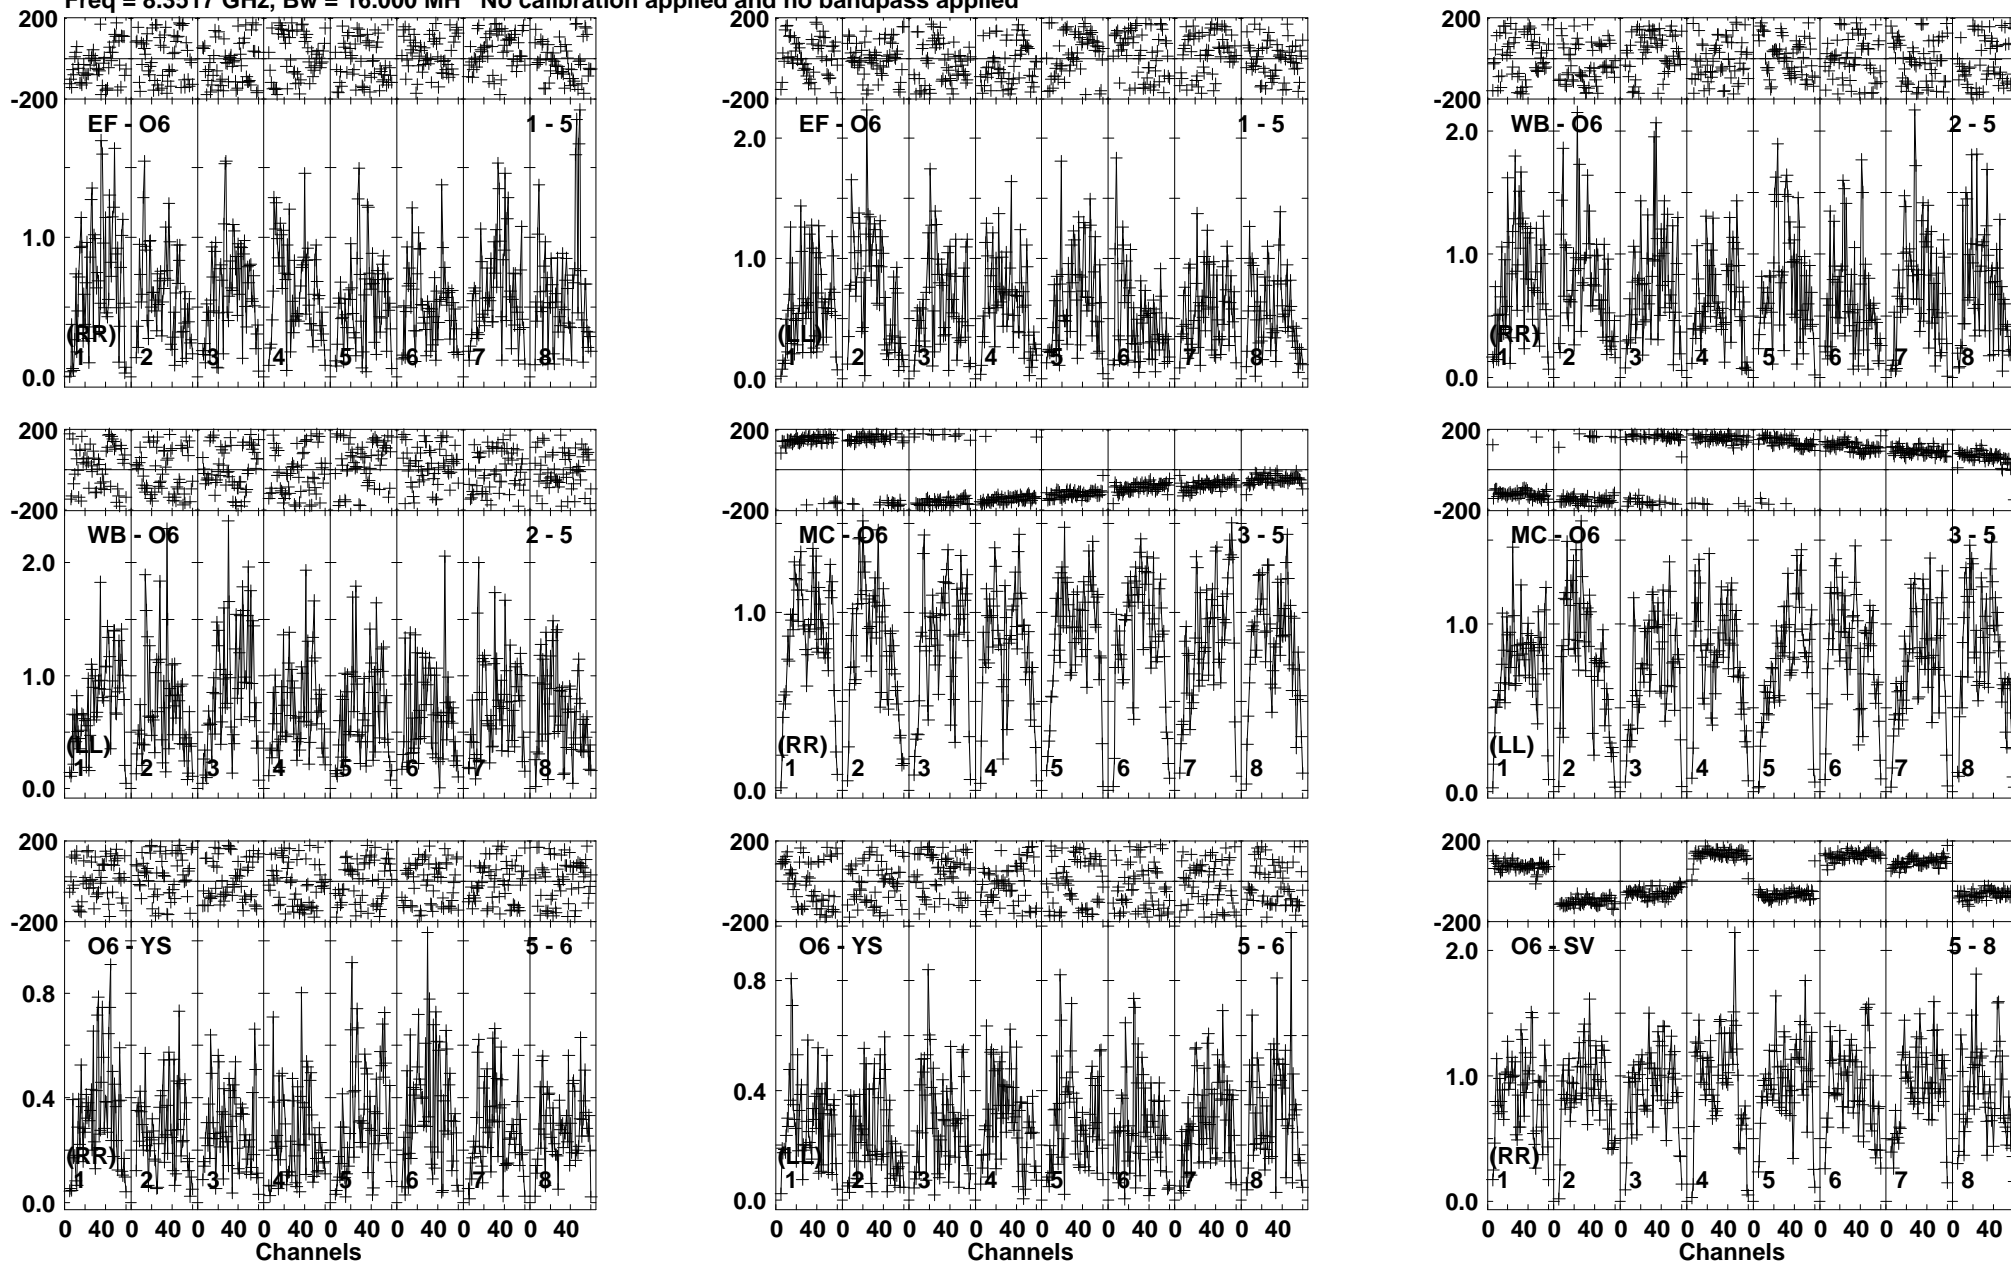 Freq = 8.3517 GHz, Bw = 16.000 MH No calibration applied and no bandpass applied
200 200 200
-200 -200 -200
EF - O6 1 - 5 EF - O6 1 - 5 WB - O6 2 - 5
2.0 2.0
1.0 1.0 1.0
(RR) (LL) (RR)
1 2 3 4 5 6 7 8 1 2 3 4 5 6 7 8 1 2 3 4 5 6 7 8
0.0 0.0 0.0
200 200 200
-200 -200 -200
WB - O6 2 - 5 MC - O6 3 - 5 MC - O6 3 - 5
2.0
1.0 1.0 1.0
(LL) (RR) (LL)
1 2 3 4 5 6 7 8 1 2 3 4 5 6 7 8 1 2 3 4 5 6 7 8
0.0 0.0 0.0
200 200 200
-200 -200 -200
O6 - YS 5 - 6 O6 - YS 5 - 6 O6 - SV 5 - 8
0.8 0.8 2.0
0.4 0.4 1.0
(RR) (LL) (RR)
1 2 3 4 5 6 7 8 1 2 3 4 5 6 7 8 1 2 3 4 5 6 7 8
0.0 0.0 0.0
0 40 0 40 0 40 0 40 0 40 0 40 0 40 0 40 0 40 0 40 0 40 0 40 0 40 0 40 0 40 0 40 0 40 0 40 0 40 0 40 0 40 0 40 0 40 0 40
Channels Channels Channels